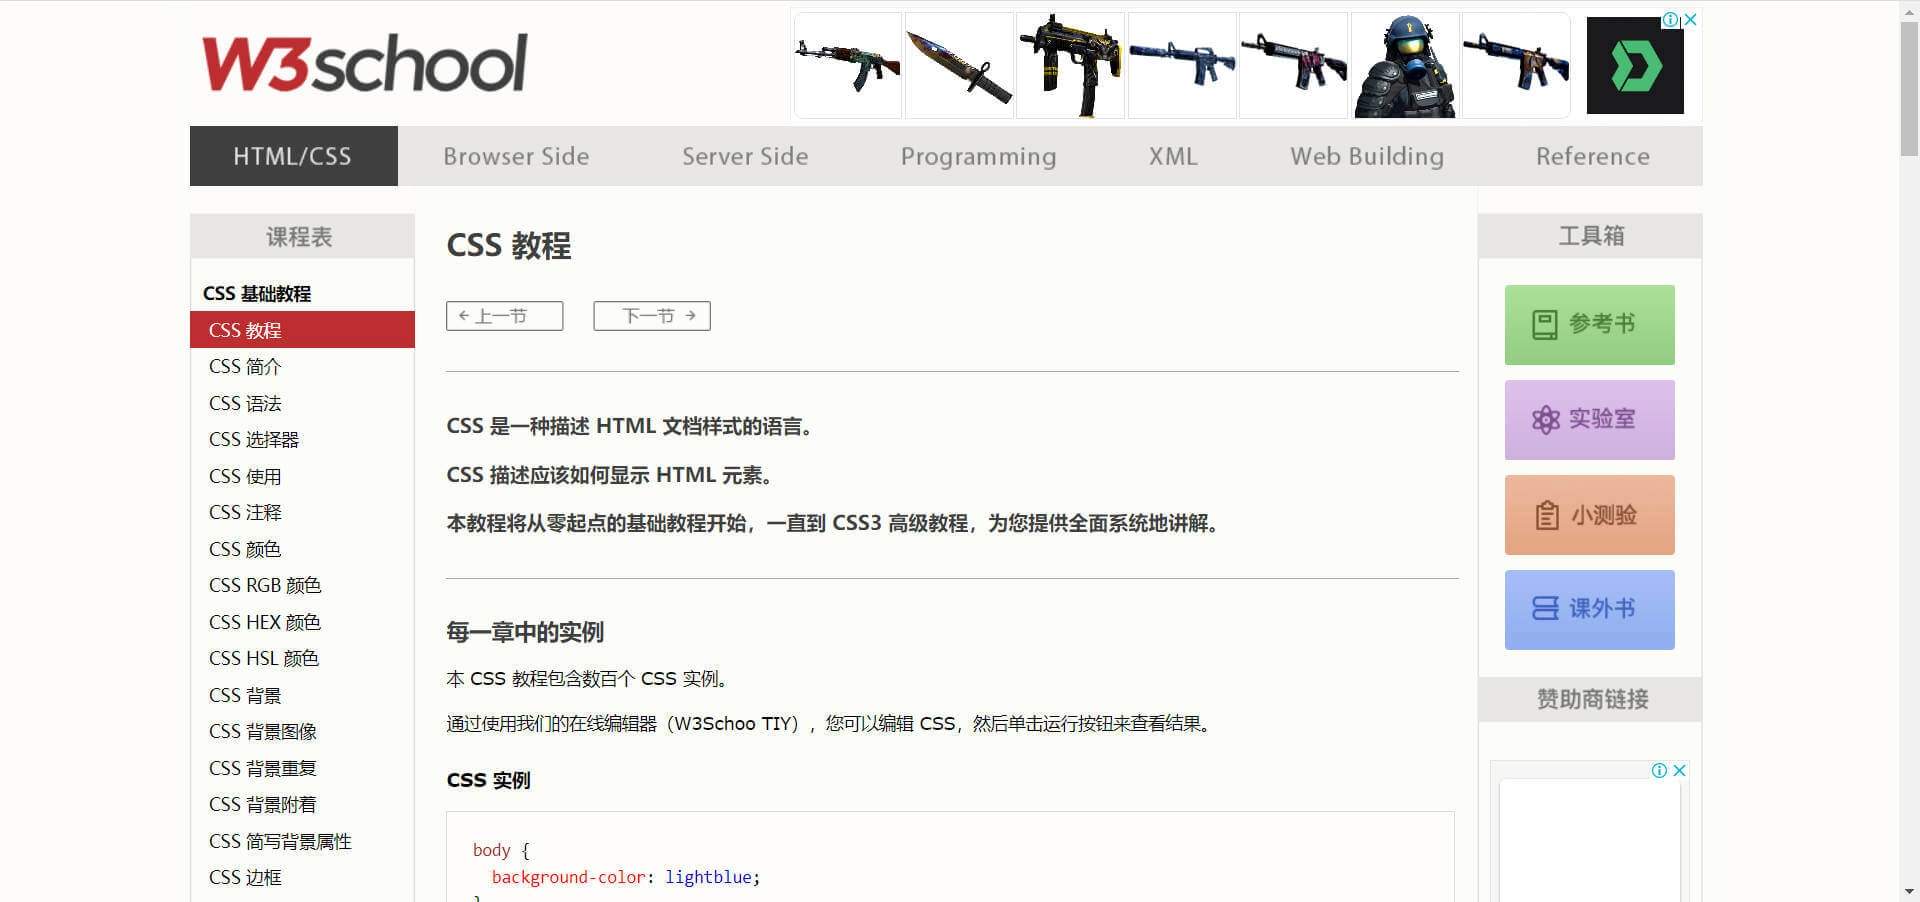 W3school
HTML/CSS
Browser Side
Server Side
Programming
XML
Web Building
Reference
课程表
CSS 基础教程
CSS 教程
CSS 简介
CSS 语法
CSS 选择器
CSS 使用
CSS 注释
CSS 颜色
CSS RGB 颜色
CSS HEX 颜色
CSS HSL 颜色
CSS 背景
CSS 背景图像
CSS 背景重复
CSS 背景附着
CSS 简写背景属性
CSS 边框
CSS 教程
上一节
下一节
CSS 是一种描述 HTML 文档样式的语言。
CSS 描述应该如何显示 HTML 元素。
本教程将从零起点的基础教程开始，一直到 CSS3 高级教程，为您提供全面系统地讲解。
每一章中的实例
本 CSS 教程包含数百个 CSS 实例。
通过使用我们的在线编辑器（W3Schoo TIY），您可以编辑 CSS，然后单击运行按钮来查看结果。
CSS 实例
body {
background-color: lightblue;
}
工具箱
参考书
实验室
小测验
课外书
赞助商链接